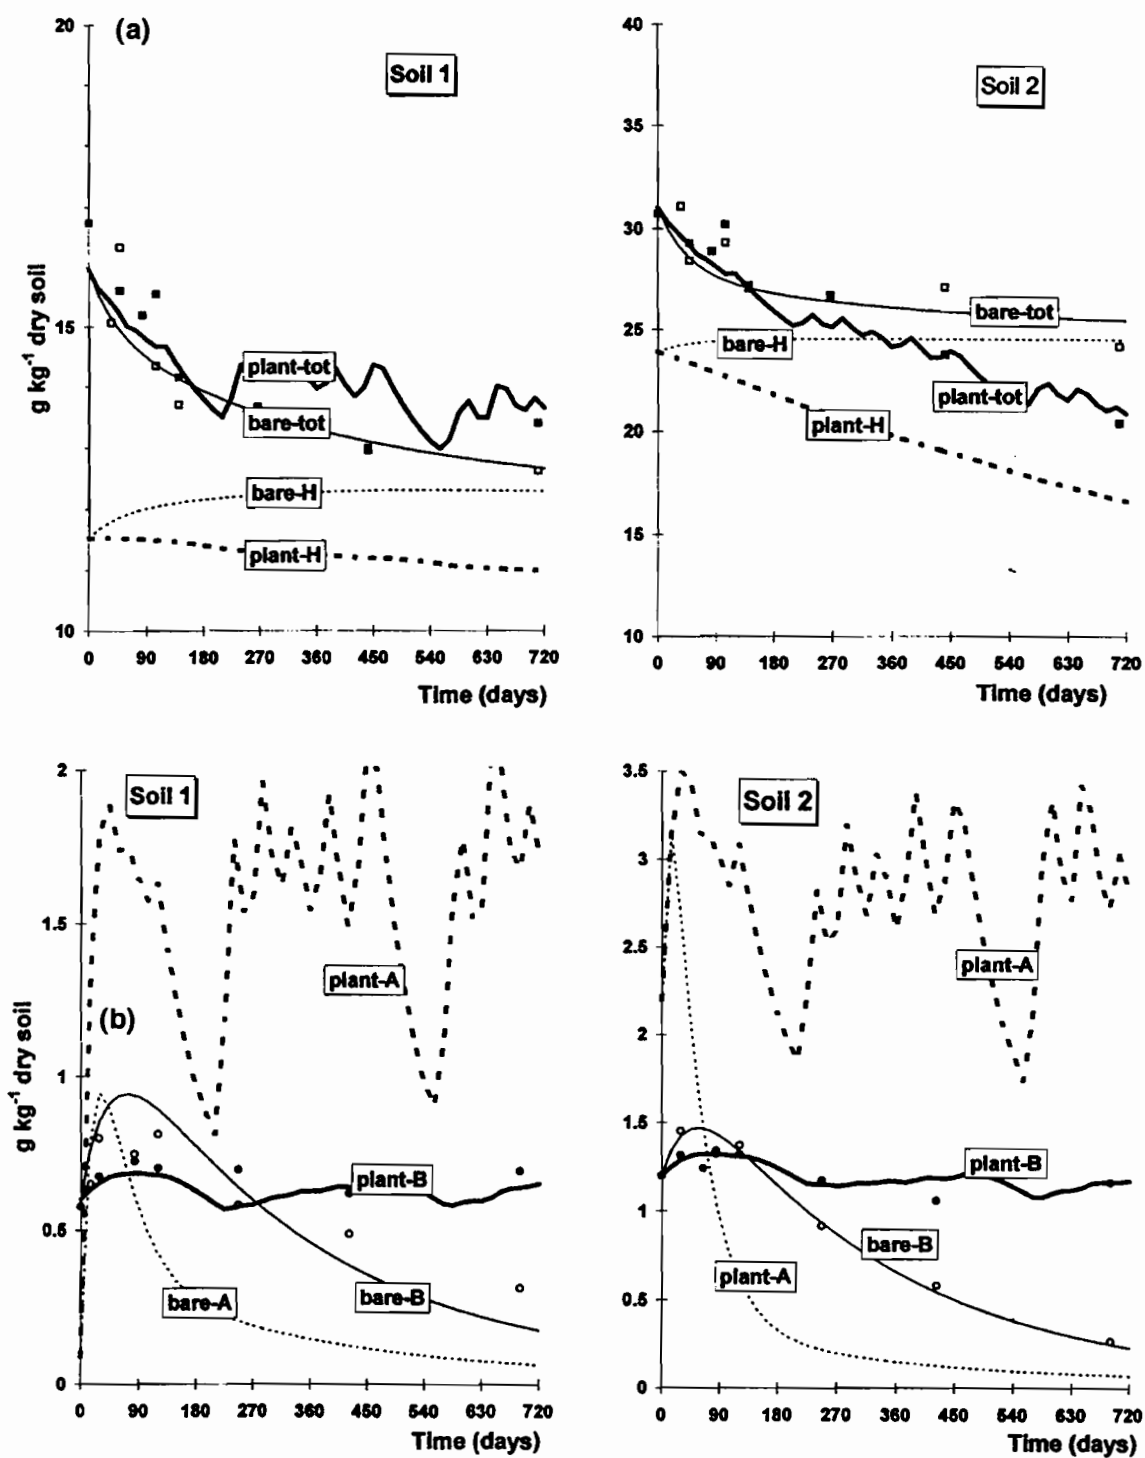 (a)
Soil 1
g kg⁻¹ dry soil
20
15
10
plant-tot
bare-tot
bare-H
plant-H
0 90 180 270 360 450 540 630 720
Time (days)
Soil 2
40
35
30
25
20
15
10
bare-tot
bare-H
plant-tot
plant-H
0 90 180 270 360 450 540 630 720
Time (days)
(b)
Soil 1
g kg⁻¹ dry soil
2
1.5
1
0.5
0
plant-A
plant-B
bare-A
bare-B
0 90 180 270 360 450 540 630 720
Time (days)
Soil 2
3.5
3
2.5
2
1.5
1
0.5
0
plant-A
plant-B
bare-B
plant-A
0 90 180 270 360 450 540 630 720
Time (days)